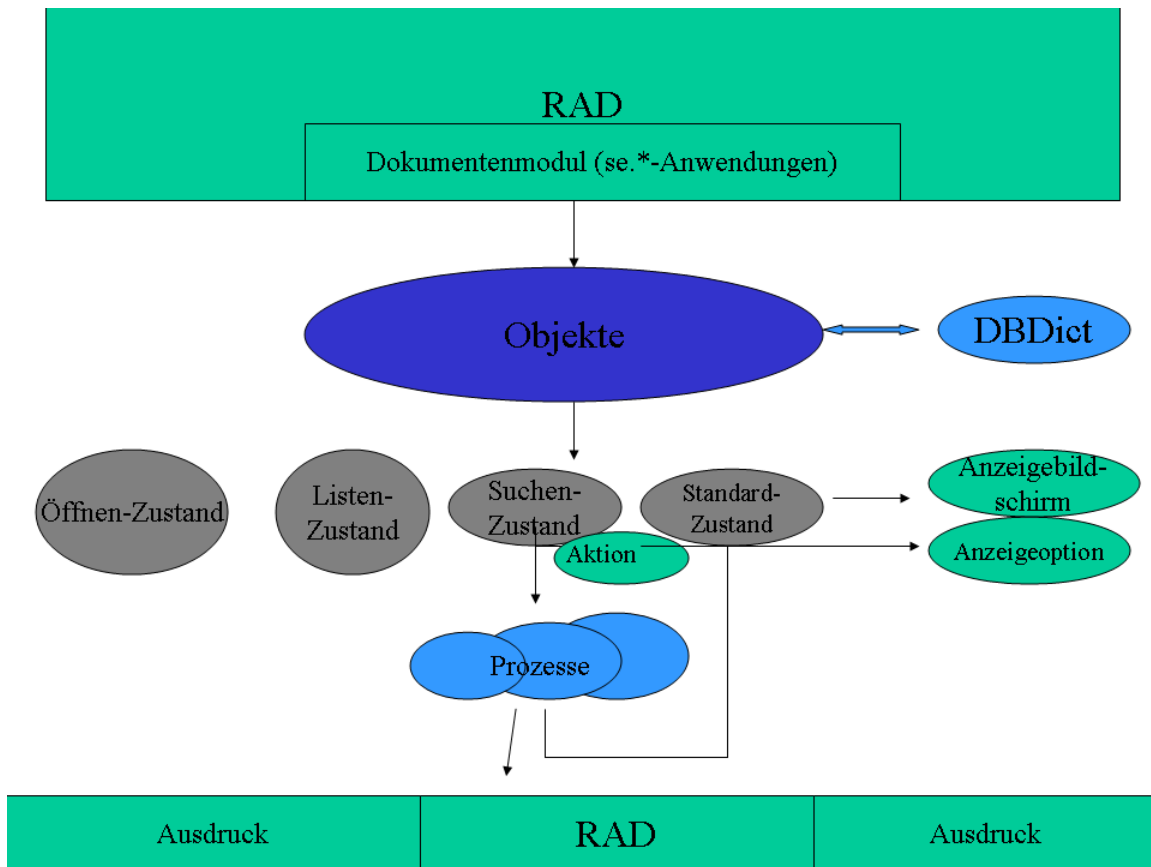 RAD
Dokumentenmodul (se.*-Anwendungen)
Objekte
DBDict
Öffnen-Zustand
Listen-
Zustand
Suchen-
Zustand
Standard-
Zustand
Anzeigebild-
schirm
Aktion
Anzeigeoption
Prozesse
Ausdruck
RAD
Ausdruck